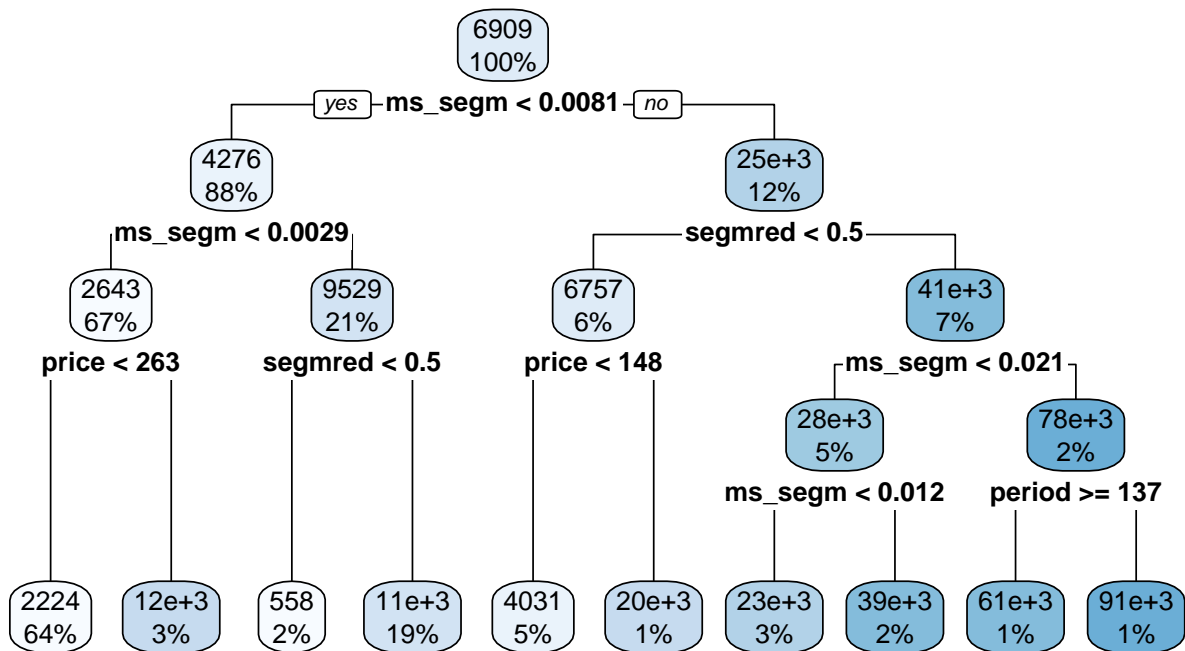 6909
100%
yes ms_segm < 0.0081 no
4276
88%
25e+3
12%
ms_segm < 0.0029
segmred < 0.5
2643
67%
9529
21%
6757
6%
41e+3
7%
price < 263
segmred < 0.5
price < 148
ms_segm < 0.021
28e+3
5%
78e+3
2%
ms_segm < 0.012
period >= 137
2224
64%
12e+3
3%
558
2%
11e+3
19%
4031
5%
20e+3
1%
23e+3
3%
39e+3
2%
61e+3
1%
91e+3
1%